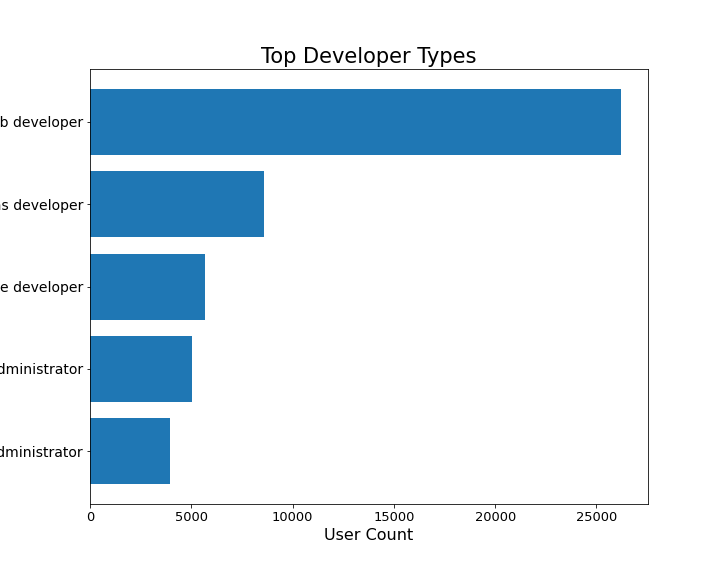 Top Developer Types
b developer
s developer
e developer
dministrator
dministrator
0 5000 10000 15000 20000 25000
User Count